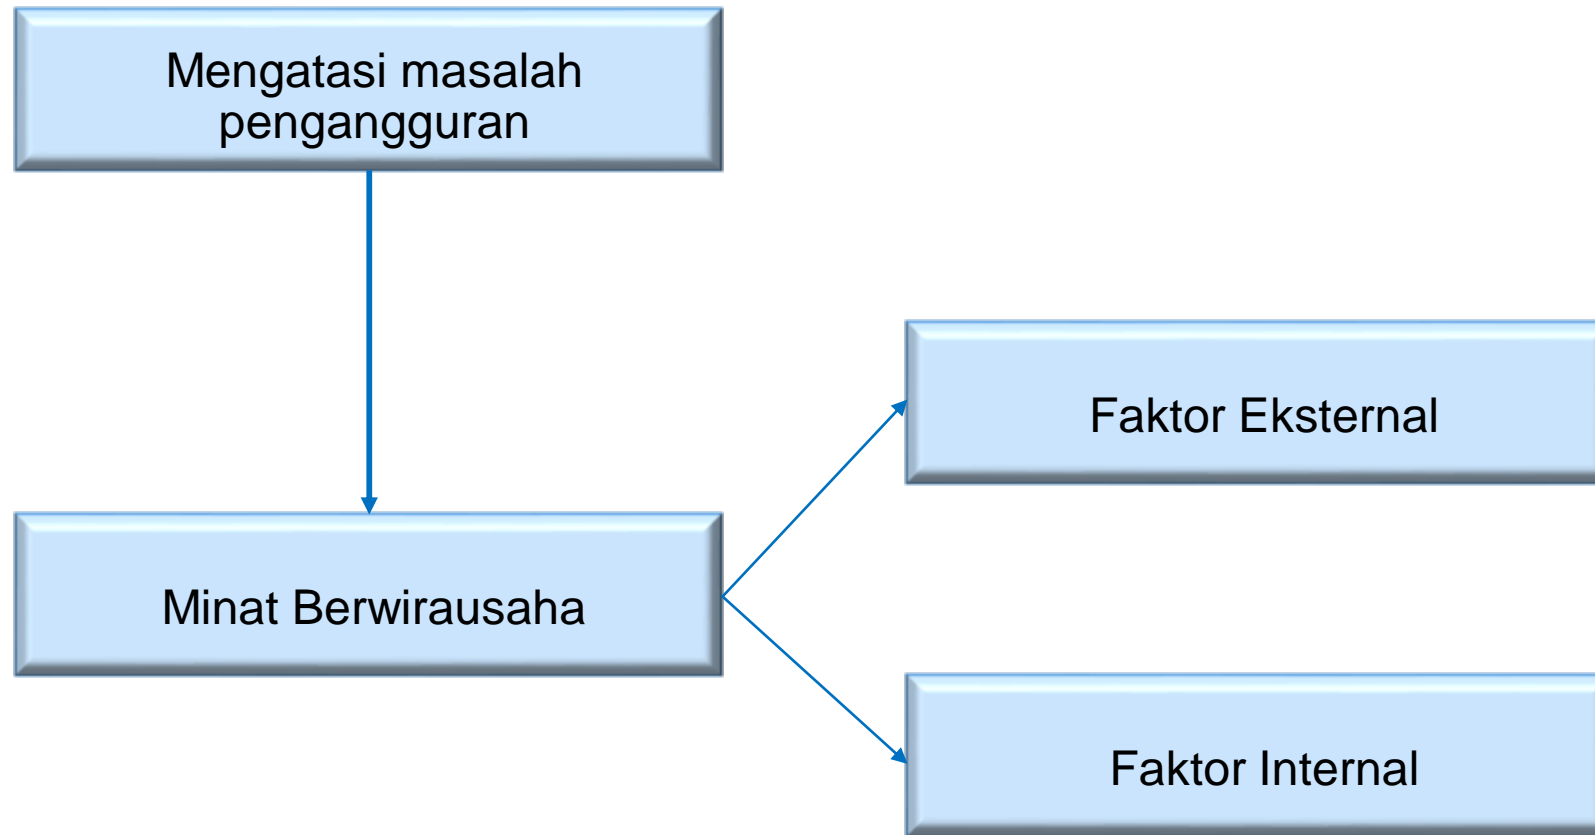 Mengatasi masalah
pengangguran
Faktor Eksternal
Minat Berwirausaha
Faktor Internal